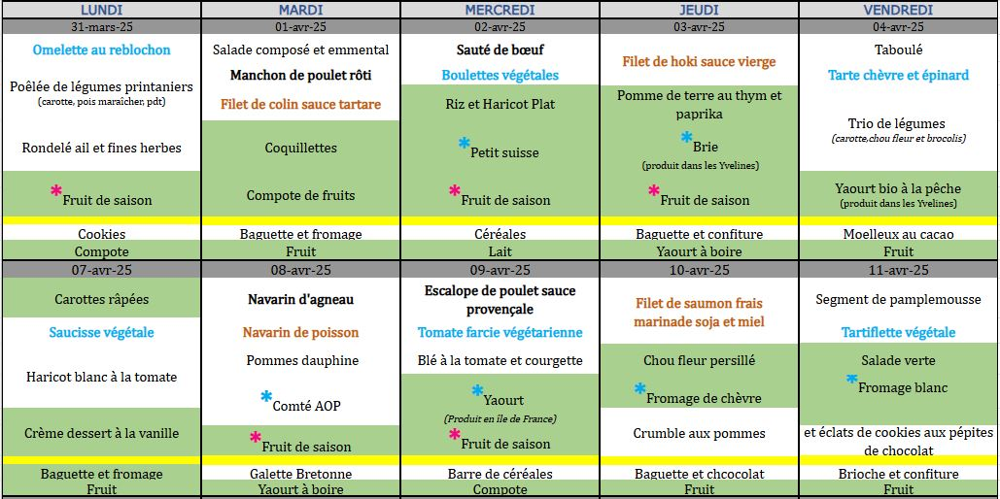 LUNDI MARDI MERCREDI JEUDI VENDREDI
31-mars-25 01-avr-25 02-avr-25 03-avr-25 04-avr-25
Omelette au reblochon
Poêlée de légumes printaniers
(carotte, pois maraîcher, pdt)
Rondelé ail et fines herbes
* Fruit de saison
Cookies
Compote
Salade composé et emmental
Manchon de poulet rôti
Filet de colin sauce tartare
Coquillettes
Compote de fruits
Baguette et fromage
Fruit
Sauté de bœuf
Boulettes végétales
Riz et Haricot Plat
* Petit suisse
* Fruit de saison
Céréales
Lait
Filet de hoki sauce vierge
Pomme de terre au thym et
paprika
* Brie
(produit dans les Yvelines)
* Fruit de saison
Baguette et confiture
Yaourt à boire
Taboulé
Tarte chèvre et épinard
Trio de légumes
(carotte,chou fleur et brocolis)
Yaourt bio à la pêche
(produit dans les Yvelines)
Moelleux au cacao
Fruit
07-avr-25 08-avr-25 09-avr-25 10-avr-25 11-avr-25
Carottes râpées
Saucisse végétale
Haricot blanc à la tomate
Crème dessert à la vanille
Baguette et fromage
Fruit
Navarin d'agneau
Navarin de poisson
Pommes dauphine
* Comté AOP
* Fruit de saison
Galette Bretonne
Yaourt à boire
Escalope de poulet sauce
provençale
Tomate farcie végétarienne
Blé à la tomate et courgette
* Yaourt
(Produit en île de France)
* Fruit de saison
Barre de céréales
Compote
Filet de saumon frais
marinade soja et miel
Chou fleur persillé
* Fromage de chèvre
Crumble aux pommes
Baguette et chcocolat
Fruit
Segment de pamplemousse
Tartiflette végétale
Salade verte
* Fromage blanc
et éclats de cookies aux pépites
de chocolat
Brioche et confiture
Fruit